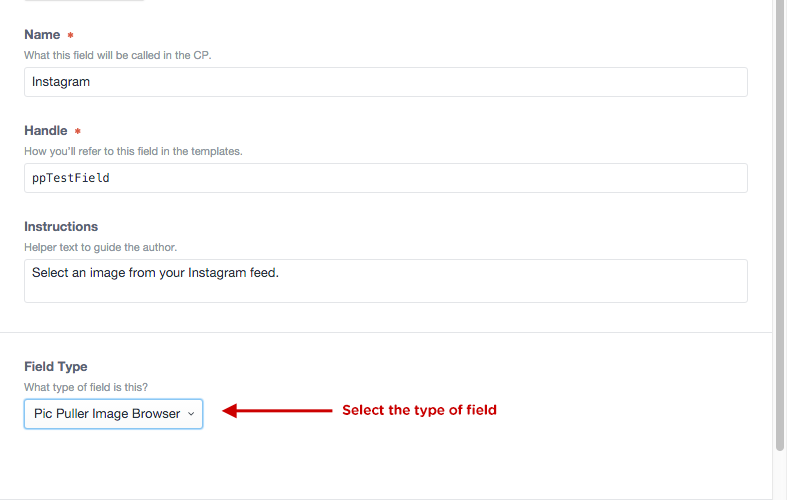 Name *
What this field will be called in the CP.
Instagram
Handle *
How you'll refer to this field in the templates.
ppTestField
Instructions
Helper text to guide the author.
Select an image from your Instagram feed.
Field Type
What type of field is this?
Pic Puller Image Browser
Select the type of field